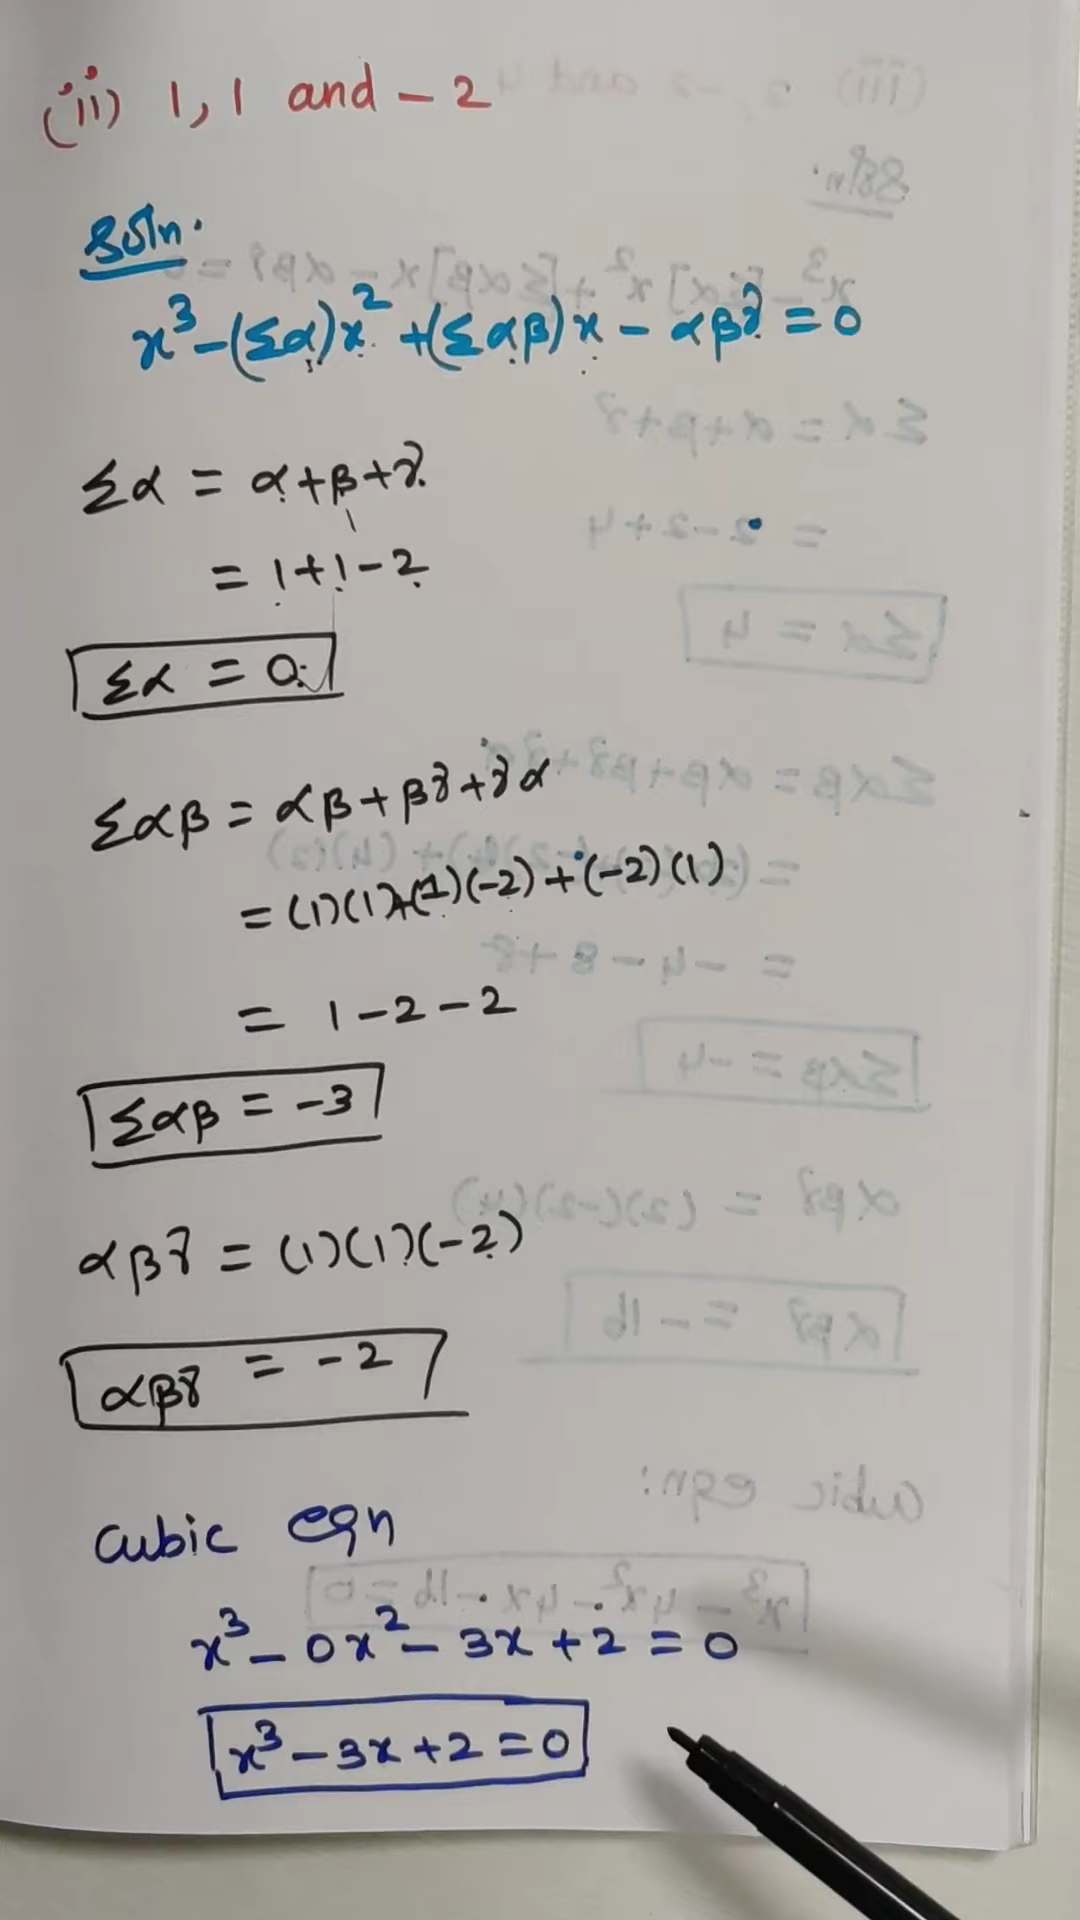 (ii) 1, 1 and - 2
Soln.
x³ - (Σα)x² + (Σαβ)x - αβγ = 0
Σα = α + β + γ
= 1 + 1 - 2
Σα = 0
Σαβ = αβ + βγ + γα
= (1)(1) + (1)(-2) + (-2)(1)
= 1 - 2 - 2
Σαβ = -3
αβγ = (1)(1)(-2)
αβγ = -2
cubic eqn
x³ - 0x² - 3x + 2 = 0
x³ - 3x + 2 = 0